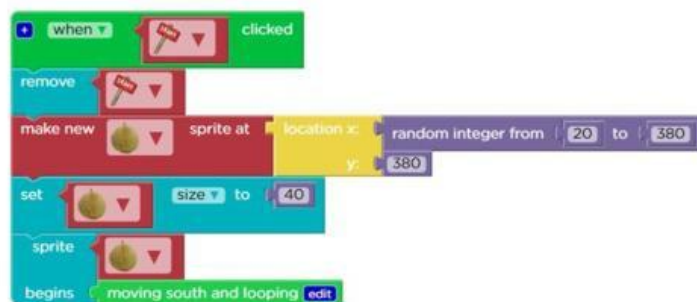 when clicked
remove
make new sprite at location x: random integer from 20 to 380
y: 380
set size to 40
sprite
begins moving south and looping edit